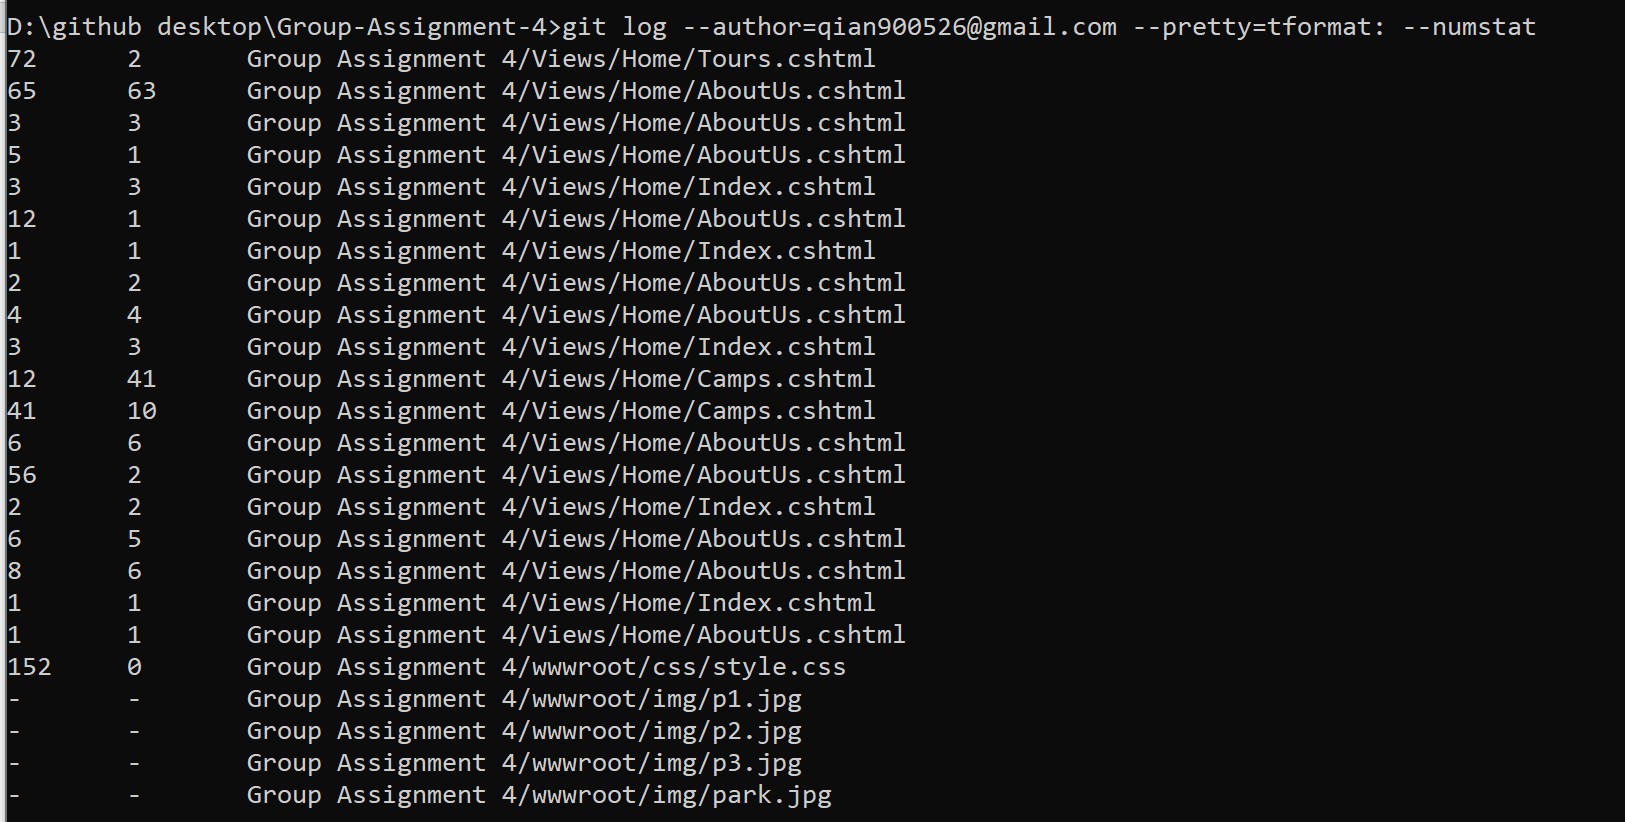 D:\github desktop\Group-Assignment-4>git log --author=qian900526@gmail.com --pretty=tformat: --numstat
72      2       Group Assignment 4/Views/Home/Tours.cshtml
65      63      Group Assignment 4/Views/Home/AboutUs.cshtml
3       3       Group Assignment 4/Views/Home/AboutUs.cshtml
5       1       Group Assignment 4/Views/Home/AboutUs.cshtml
3       3       Group Assignment 4/Views/Home/Index.cshtml
12      1       Group Assignment 4/Views/Home/AboutUs.cshtml
1       1       Group Assignment 4/Views/Home/Index.cshtml
2       2       Group Assignment 4/Views/Home/AboutUs.cshtml
4       4       Group Assignment 4/Views/Home/AboutUs.cshtml
3       3       Group Assignment 4/Views/Home/Index.cshtml
12      41      Group Assignment 4/Views/Home/Camps.cshtml
41      10      Group Assignment 4/Views/Home/Camps.cshtml
6       6       Group Assignment 4/Views/Home/AboutUs.cshtml
56      2       Group Assignment 4/Views/Home/AboutUs.cshtml
2       2       Group Assignment 4/Views/Home/Index.cshtml
6       5       Group Assignment 4/Views/Home/AboutUs.cshtml
8       6       Group Assignment 4/Views/Home/AboutUs.cshtml
1       1       Group Assignment 4/Views/Home/Index.cshtml
1       1       Group Assignment 4/Views/Home/AboutUs.cshtml
152     0       Group Assignment 4/wwwroot/css/style.css
-       -       Group Assignment 4/wwwroot/img/p1.jpg
-       -       Group Assignment 4/wwwroot/img/p2.jpg
-       -       Group Assignment 4/wwwroot/img/p3.jpg
-       -       Group Assignment 4/wwwroot/img/park.jpg